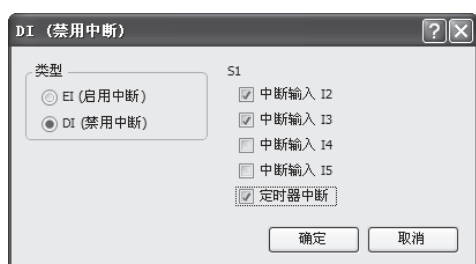 DI (禁用中断)
类型
EI (启用中断)
DI (禁用中断)
S1
中断输入 I2
中断输入 I3
中断输入 I4
中断输入 I5
定时器中断
确定
取消